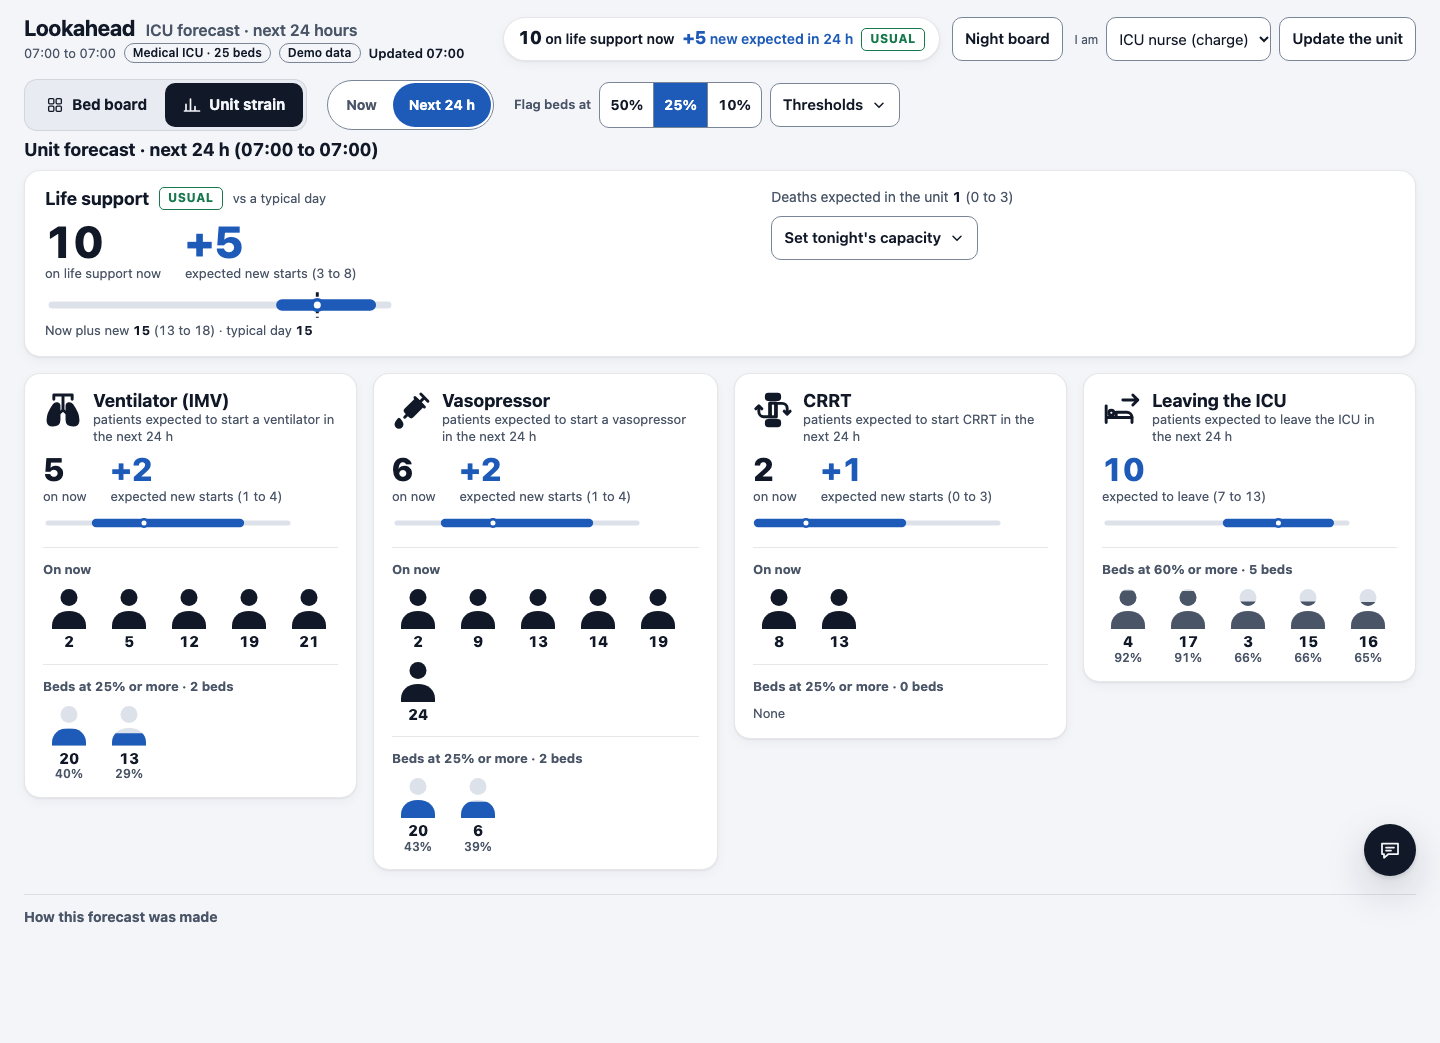 Lookahead ICU forecast · next 24 hours
07:00 to 07:00 Medical ICU · 25 beds Demo data Updated 07:00
10 on life support now +5 new expected in 24 h USUAL
Night board
I am ICU nurse (charge)
Update the unit
Bed board Unit strain
Now Next 24 h
Flag beds at 50% 25% 10%
Thresholds
Unit forecast · next 24 h (07:00 to 07:00)
Life support USUAL vs a typical day
10 +5
on life support now expected new starts (3 to 8)
Now plus new 15 (13 to 18) · typical day 15
Deaths expected in the unit 1 (0 to 3)
Set tonight's capacity
Ventilator (IMV)
patients expected to start a ventilator in
the next 24 h
5 +2
on now expected new starts (1 to 4)
On now
2 5 12 19 21
Beds at 25% or more · 2 beds
20 13
40% 29%
Vasopressor
patients expected to start a vasopressor
in the next 24 h
6 +2
on now expected new starts (1 to 4)
On now
2 9 13 14 19
24
Beds at 25% or more · 2 beds
20 6
43% 39%
CRRT
patients expected to start CRRT in the
next 24 h
2 +1
on now expected new starts (0 to 3)
On now
8 13
Beds at 25% or more · 0 beds
None
Leaving the ICU
patients expected to leave the ICU in
the next 24 h
10
expected to leave (7 to 13)
Beds at 60% or more · 5 beds
4 17 3 15 16
92% 91% 66% 66% 65%
How this forecast was made